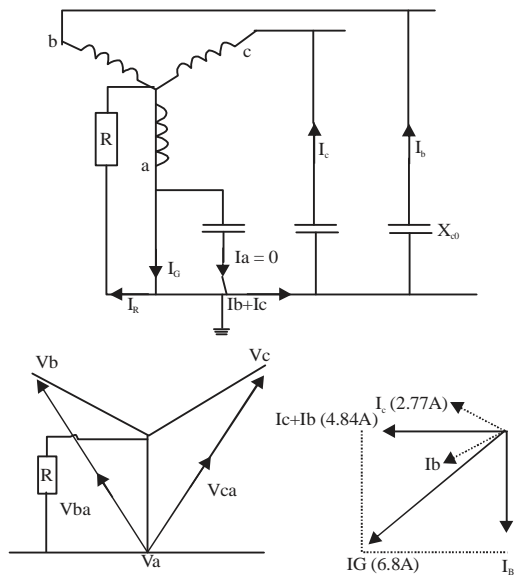 b
c
R
a
I_c
I_b
X_c0
Ia = 0
I_G
I_R
Ib+Ic
Vb
Vc
R
Vba
Vca
Va
I_c (2.77A)
Ic+Ib (4.84A)
Ib
IG (6.8A)
I_B